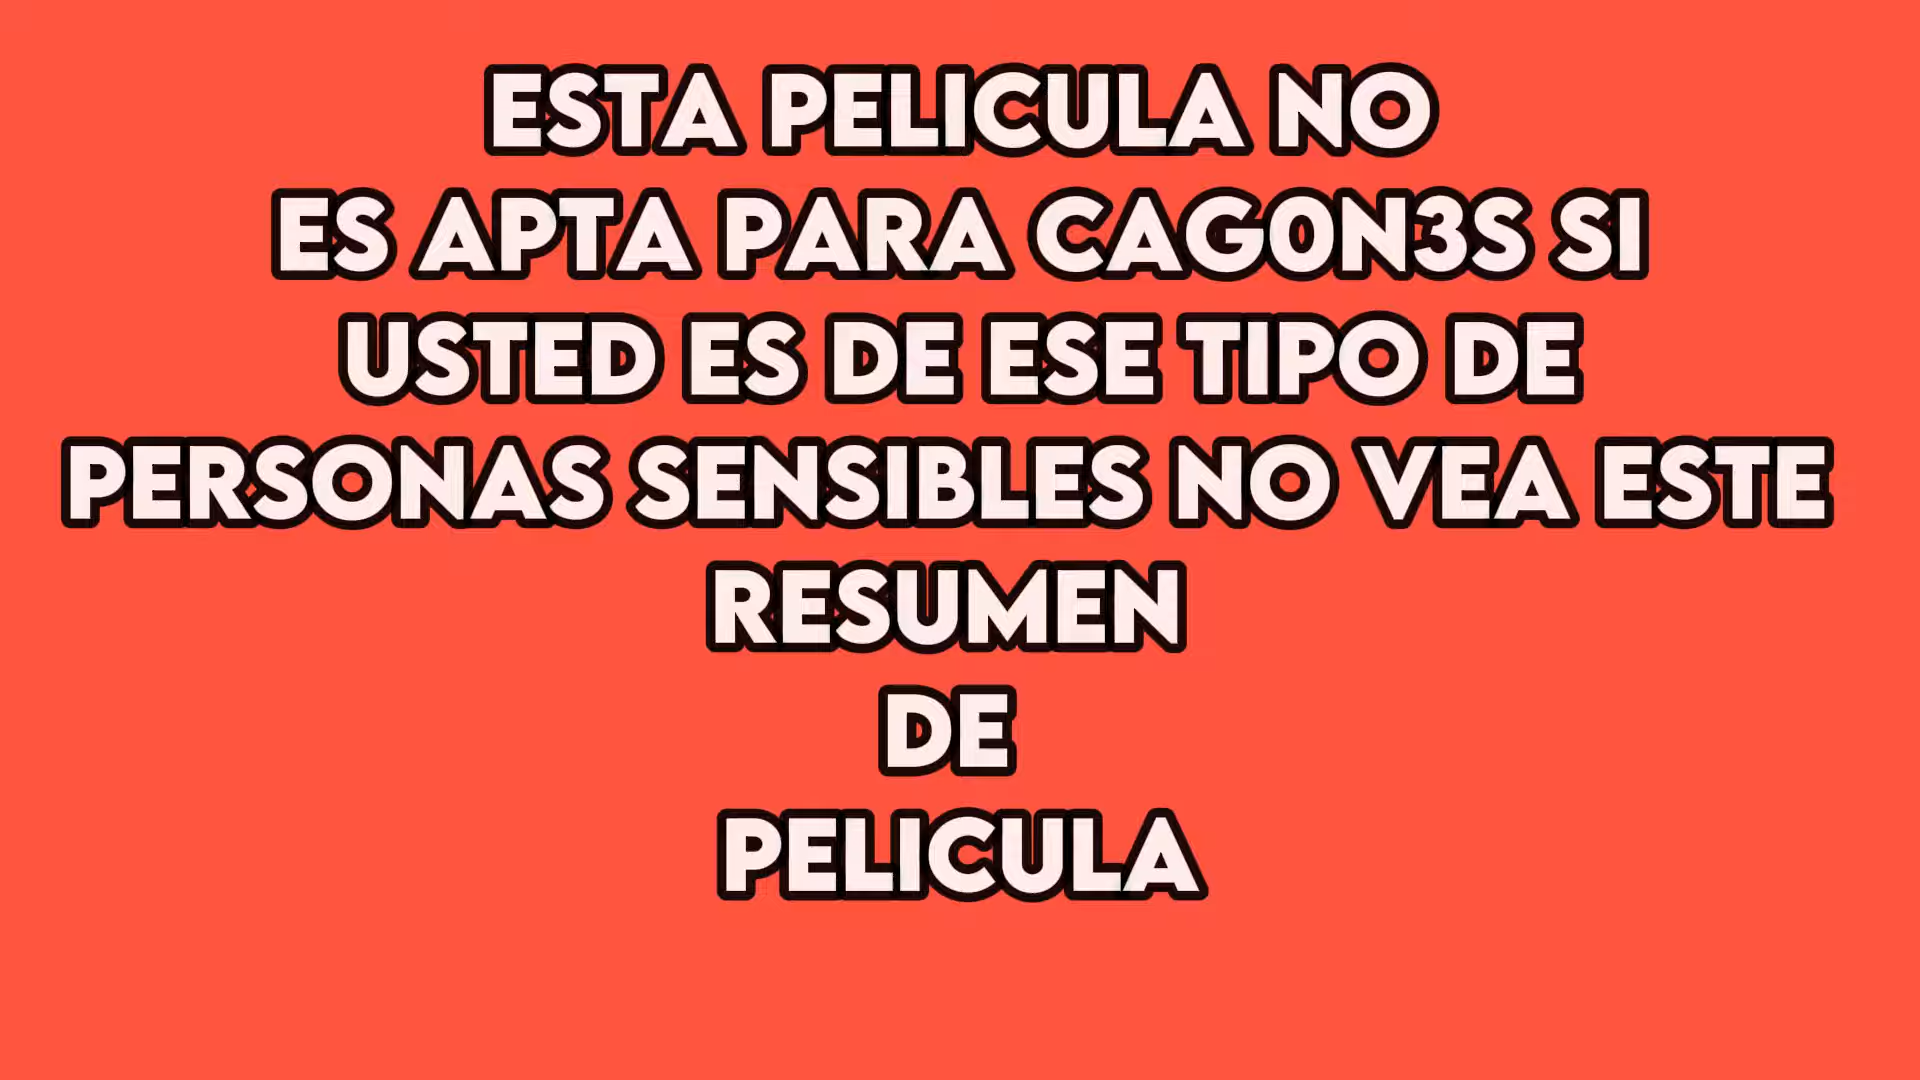 ESTA PELICULA NO
ES APTA PARA CAG0N3S SI
USTED ES DE ESE TIPO DE
PERSONAS SENSIBLES NO VEA ESTE
RESUMEN
DE
PELICULA